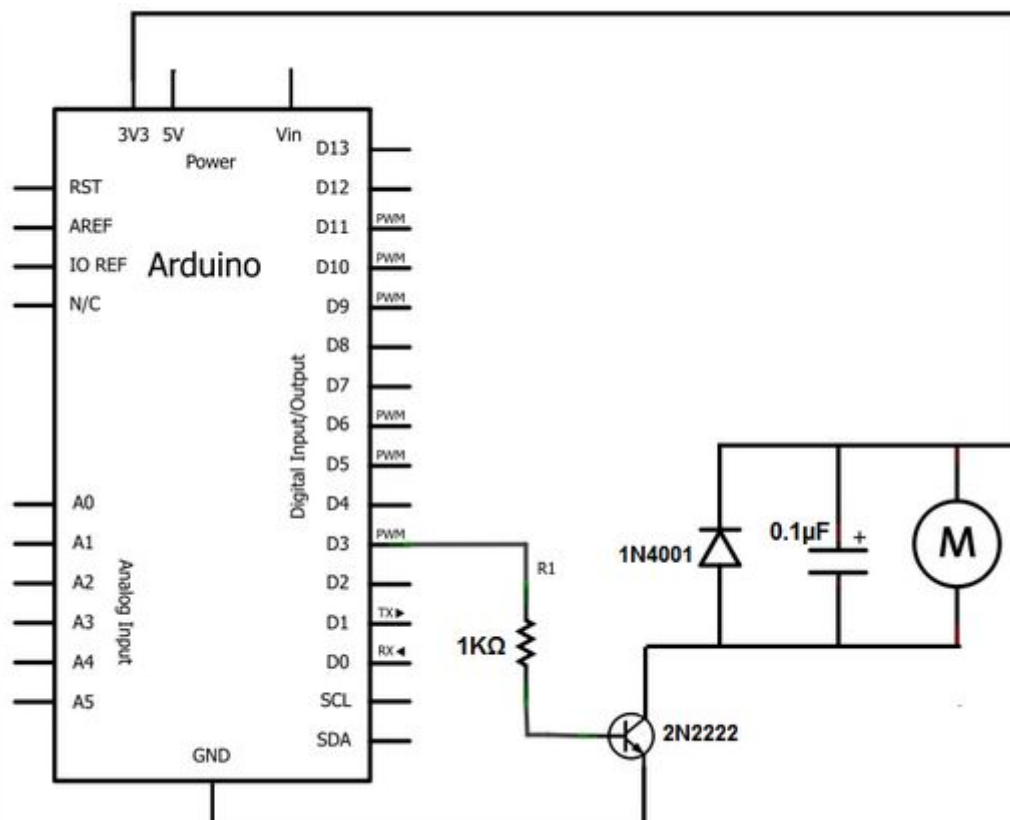 3V3 5V Vin
Power
D13
RST D12
AREF D11 PWM
IO REF Arduino D10 PWM
N/C D9 PWM
D8
D7
D6 PWM
D5 PWM
Digital Input/Output
A0 D4
A1 D3 PWM
A2 D2
A3 D1 TX▶
A4 D0 RX◀
A5 SCL
SDA
Analog Input
GND
R1
1KΩ
1N4001
0.1µF +
M
2N2222